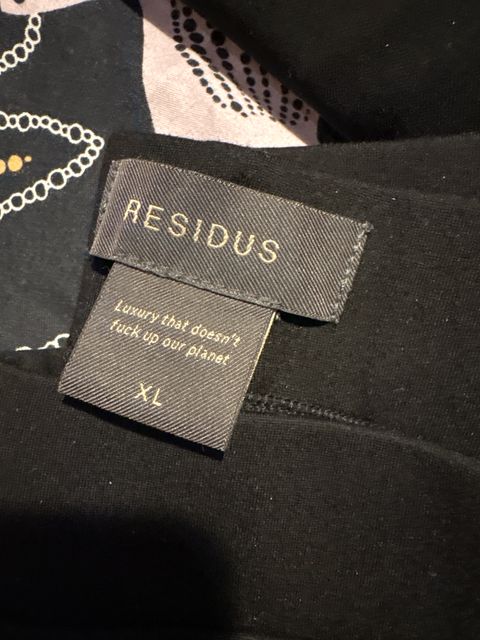 RESIDUS
Luxury that doesn't
fuck up our planet
XL